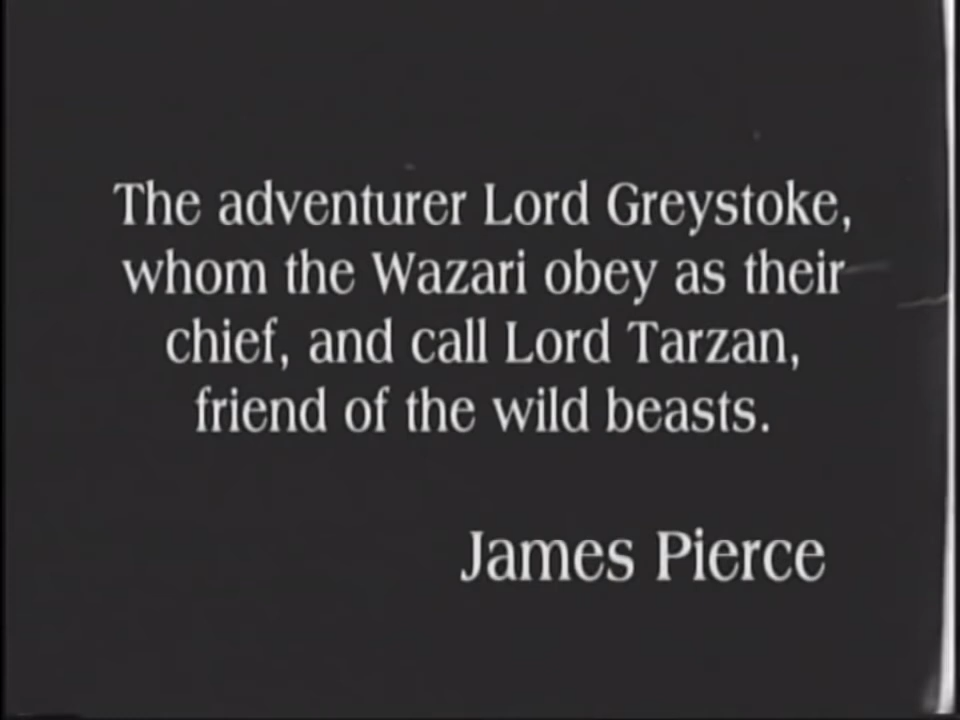 The adventurer Lord Greystoke,
whom the Wazari obey as their
chief, and call Lord Tarzan,
friend of the wild beasts.
James Pierce